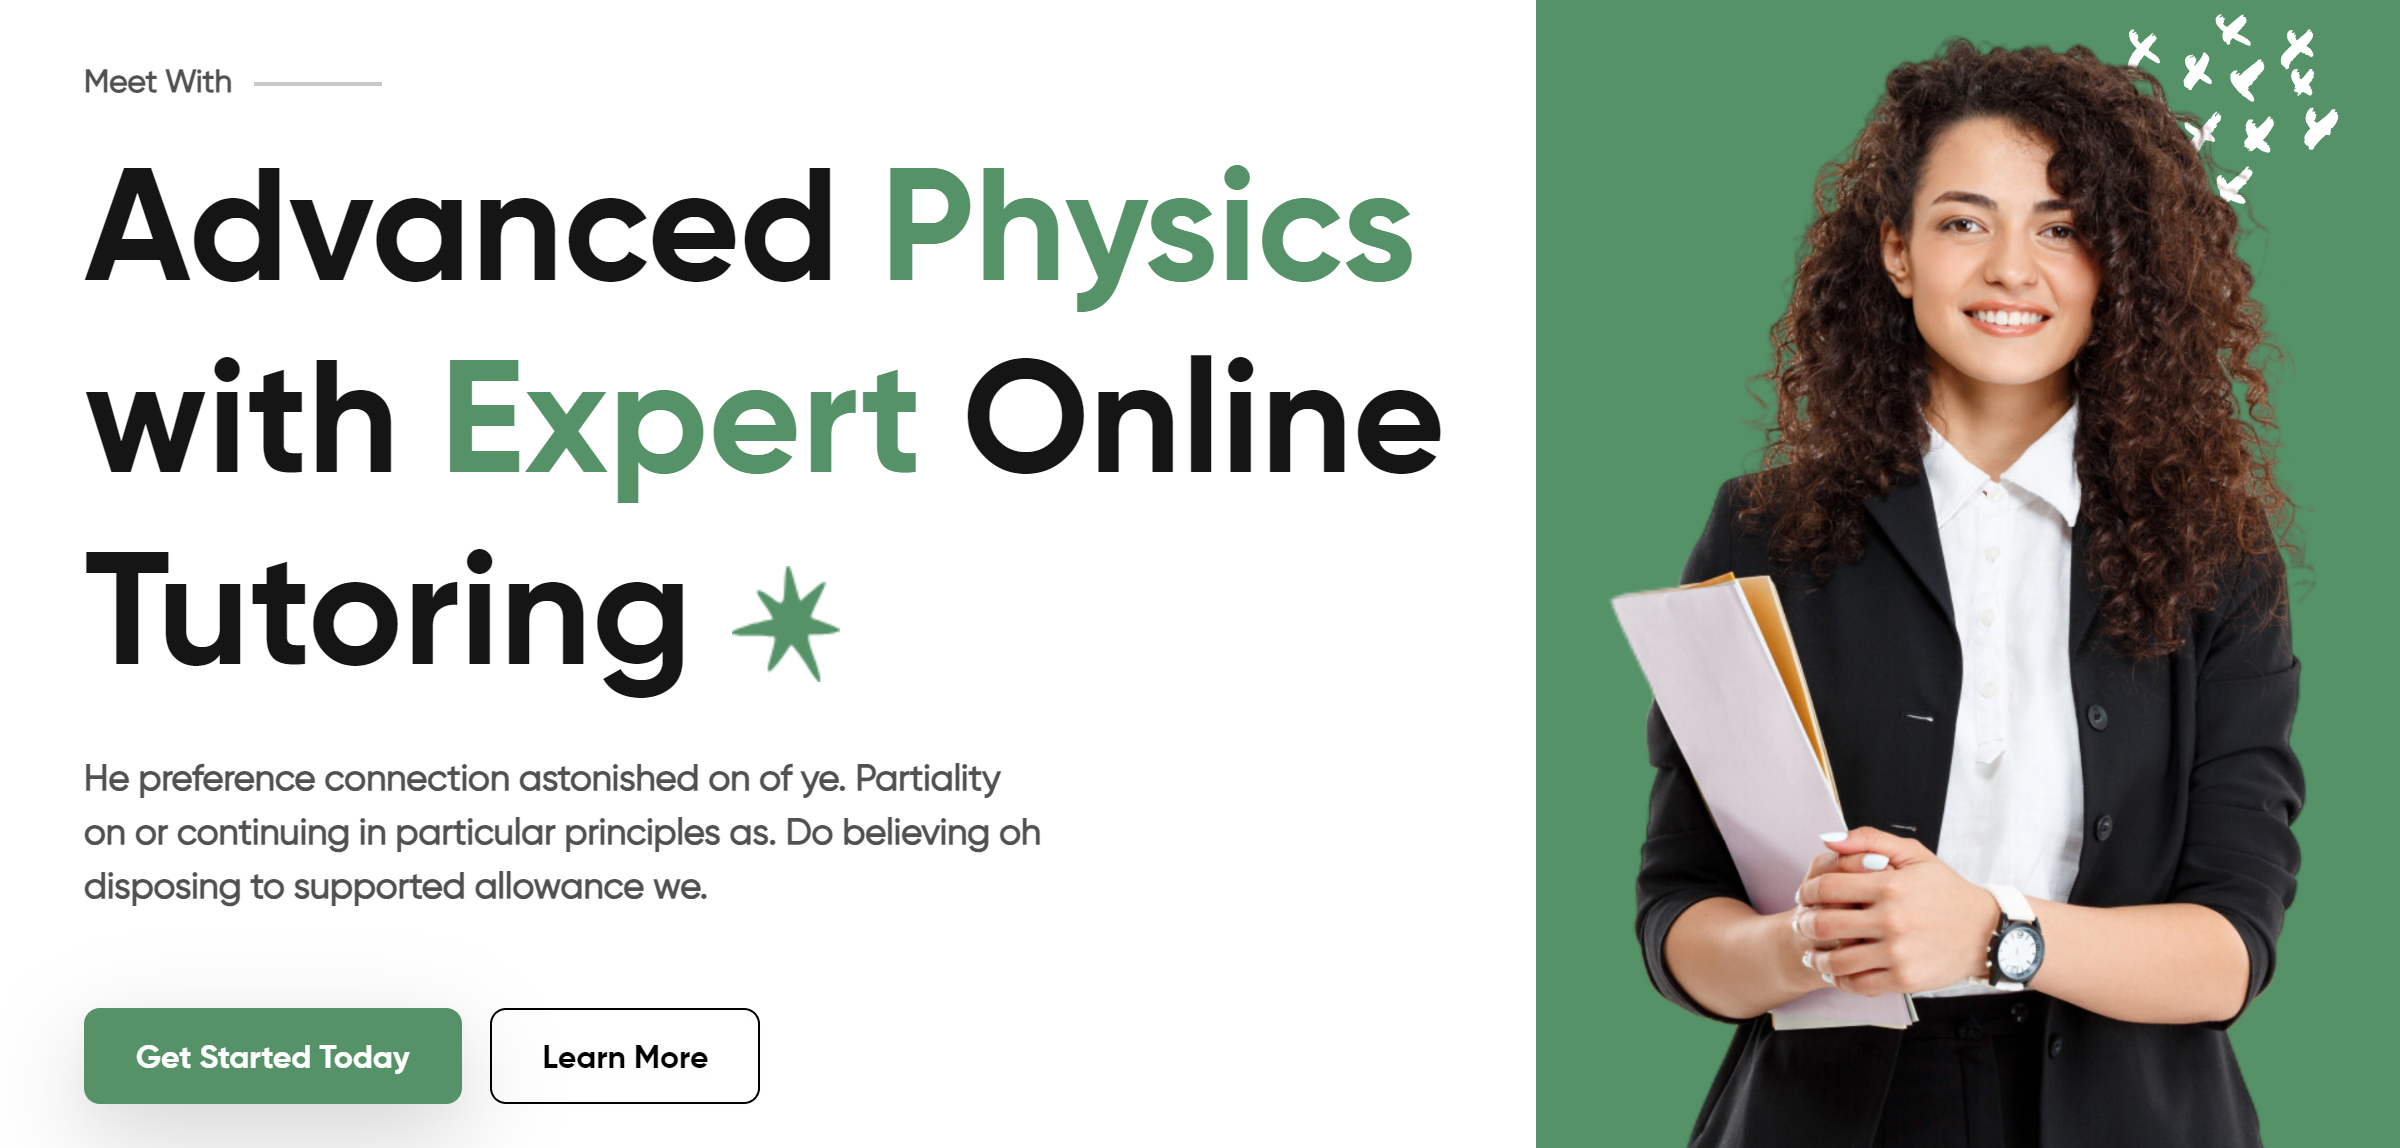 Meet With
Advanced Physics
with Expert Online
Tutoring
He preference connection astonished on of ye. Partiality
on or continuing in particular principles as. Do believing oh
disposing to supported allowance we.
Get Started Today
Learn More